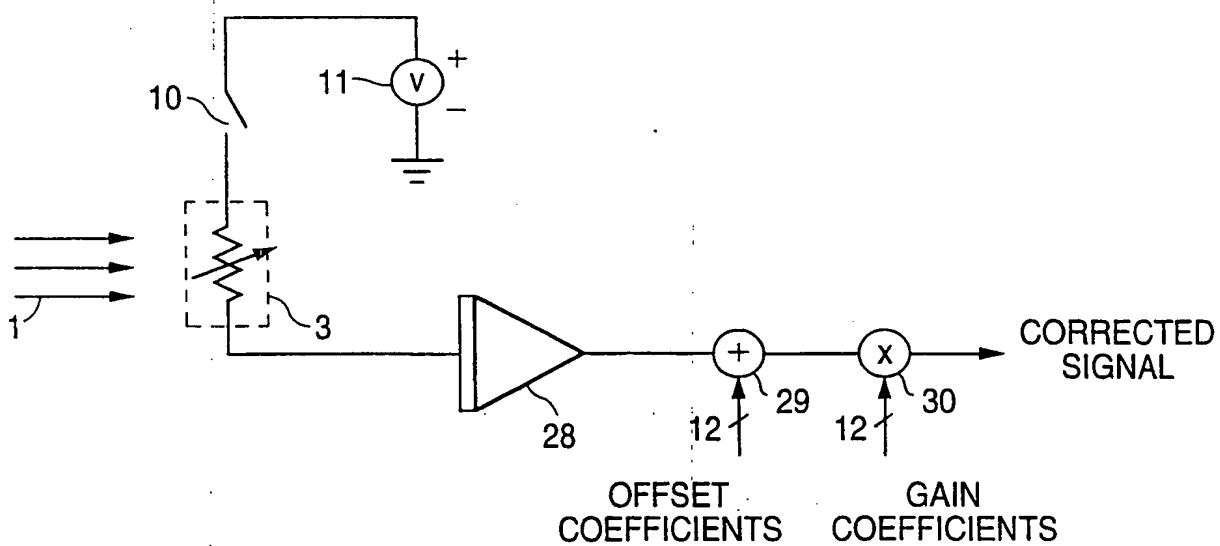 11
V
+
−
10
1
3
28
+
29
X
30
CORRECTED
SIGNAL
12
12
OFFSET
COEFFICIENTS
GAIN
COEFFICIENTS